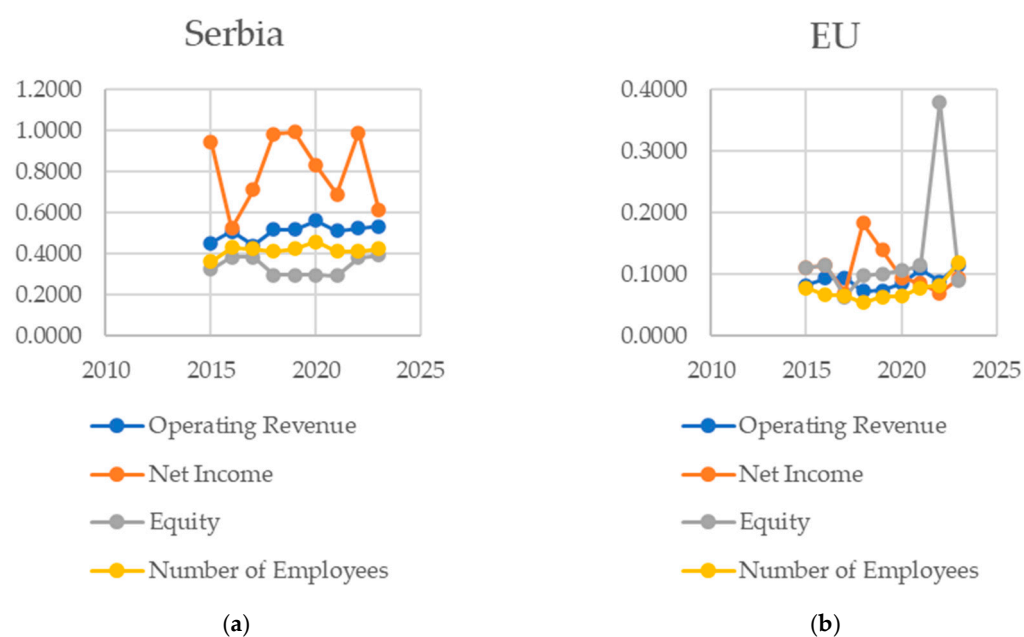 Serbia
1.2000
1.0000
0.8000
0.6000
0.4000
0.2000
0.0000
2010 2015 2020 2025
Operating Revenue
Net Income
Equity
Number of Employees
(a)
EU
0.4000
0.3000
0.2000
0.1000
0.0000
2010 2015 2020 2025
Operating Revenue
Net Income
Equity
Number of Employees
(b)